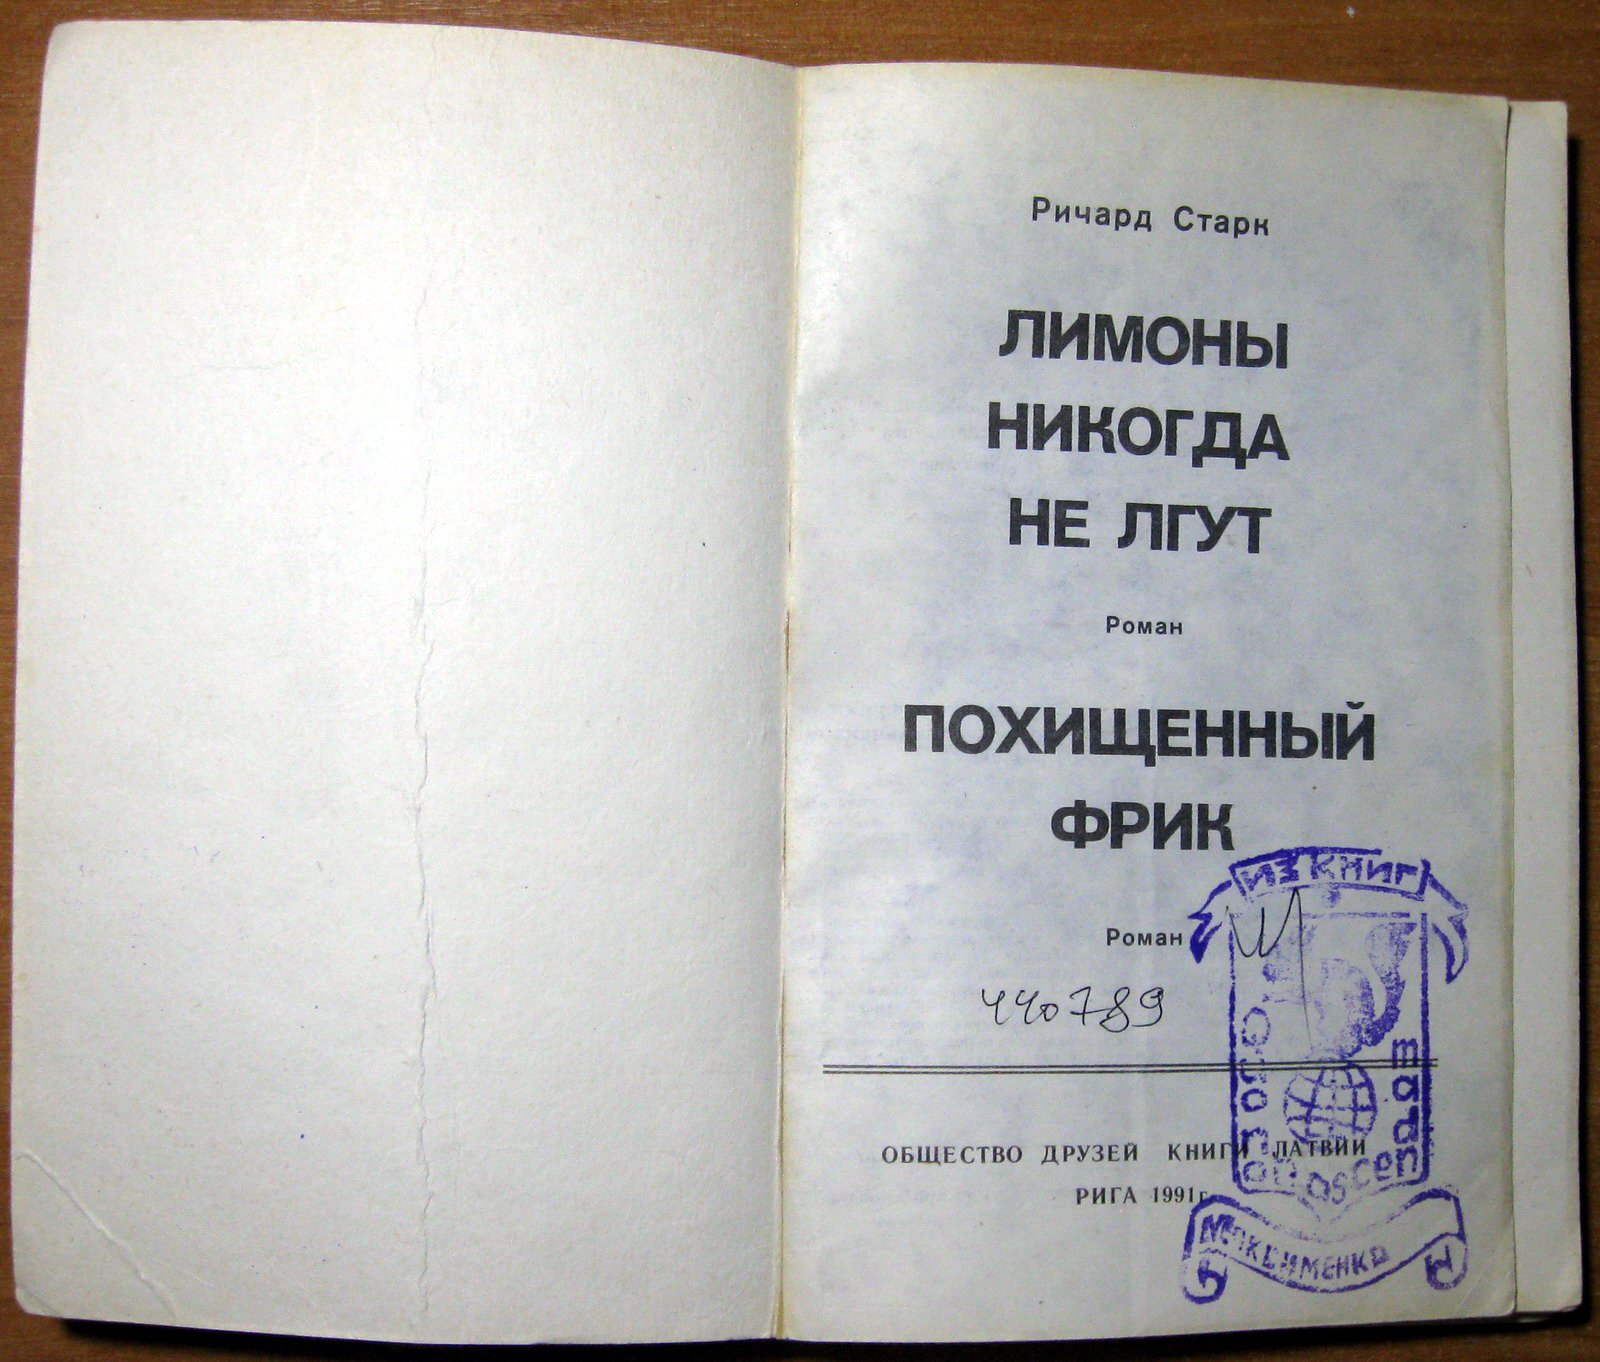 Ричард Старк
ЛИМОНЫ
НИКОГДА
НЕ ЛГУТ
Роман
ПОХИЩЕННЫЙ
ФРИК
Роман
440789
ОБЩЕСТВО ДРУЗЕЙ КНИГИ ЛАТВИИ
РИГА 1991г.
ИЗ КНИГ
МАКСИМЕНКО